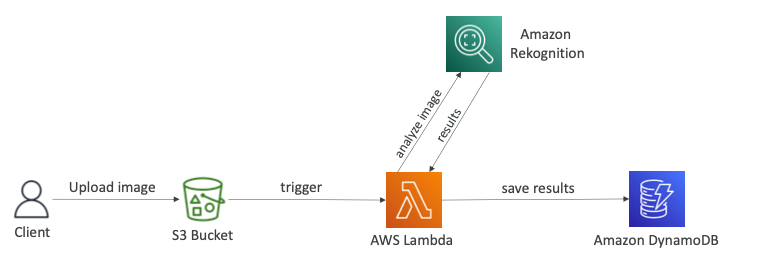 Amazon
Rekognition
analyze image
results
Upload image
trigger
save results
Client
S3 Bucket
AWS Lambda
Amazon DynamoDB